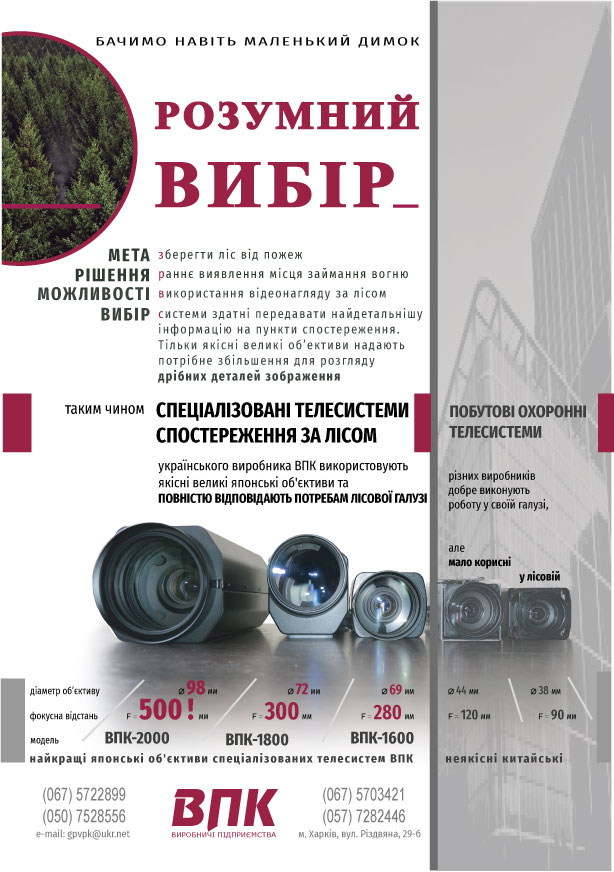 БАЧИМО НАВІТЬ МАЛЕНЬКИЙ ДИМОК
РОЗУМНИЙ
ВИБІР_
МЕТА зберегти ліс від пожеж
РІШЕННЯ раннє виявлення місця займання вогню
МОЖЛИВОСТІ використання відеонагляду за лісом
ВИБІР системи здатні передавати найдетальнішу
інформацію на пункти спостереження.
Тільки якісні великі об’єктиви надають
потрібне збільшення для розгляду
дрібних деталей зображення
таким чином СПЕЦІАЛІЗОВАНІ ТЕЛЕСИСТЕМИ
СПОСТЕРЕЖЕННЯ ЗА ЛІСОМ
українського виробника ВПК використовують
якісні великі японські об'єктиви та
ПОВНІСТЮ ВІДПОВІДАЮТЬ ПОТРЕБАМ ЛІСОВОЇ ГАЛУЗІ
ПОБУТОВІ ОХОРОННІ
ТЕЛЕСИСТЕМИ
різних виробників
добре виконують
роботу у своїй галузі,
але
мало корисні
у лісовій
діаметр об’єктиву ⌀ 98 мм ⌀ 72 мм ⌀ 69 мм ⌀ 44 мм ⌀ 38 мм
фокусна відстань F = 500 ! мм F = 300 мм F = 280 мм F = 120 мм F = 90 мм
модель ВПК-2000 ВПК-1800 ВПК-1600
найкращі японські об'єктиви спеціалізованих телесистем ВПК неякісні китайські
(067) 5722899
(050) 7528556
e-mail: gpvpk@ukr.net
ВПК
ВИРОБНИЧІ ПІДПРИЄМСТВА
(067) 5703421
(057) 7282446
м. Харків, вул. Різдвяна, 29-б